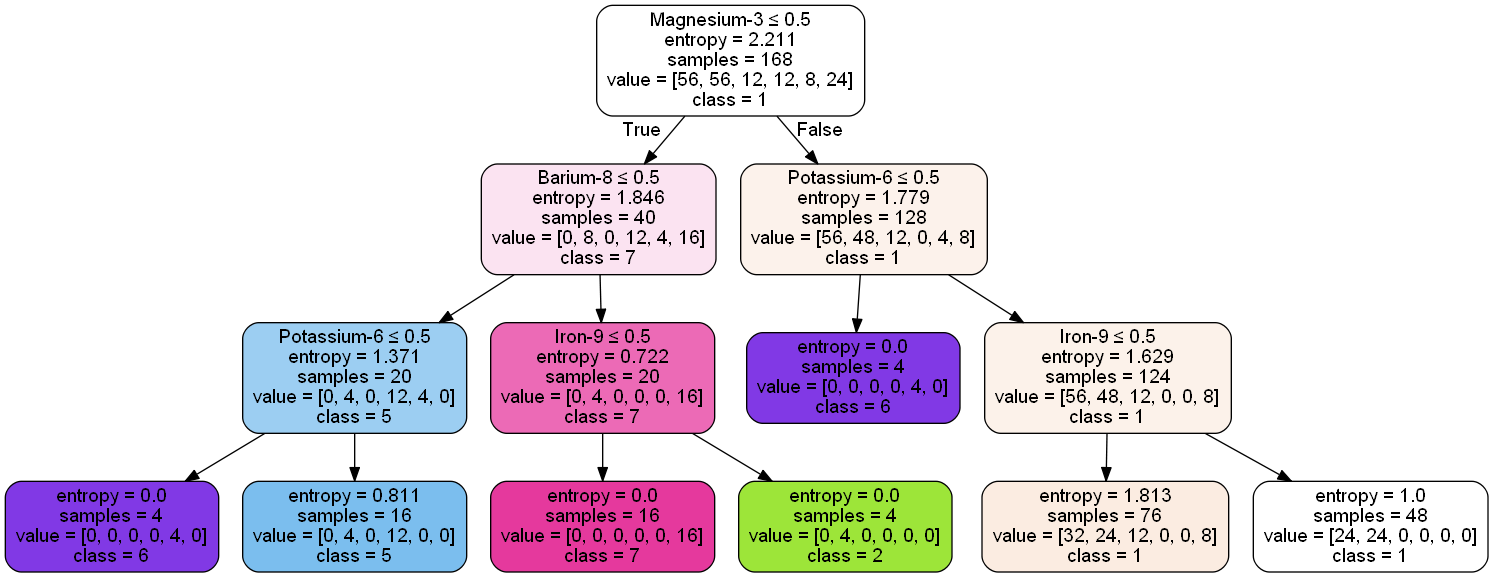 Magnesium-3 ≤ 0.5
entropy = 2.211
samples = 168
value = [56, 56, 12, 12, 8, 24]
class = 1
True
False
Barium-8 ≤ 0.5
entropy = 1.846
samples = 40
value = [0, 8, 0, 12, 4, 16]
class = 7
Potassium-6 ≤ 0.5
entropy = 1.779
samples = 128
value = [56, 48, 12, 0, 4, 8]
class = 1
Potassium-6 ≤ 0.5
entropy = 1.371
samples = 20
value = [0, 4, 0, 12, 4, 0]
class = 5
Iron-9 ≤ 0.5
entropy = 0.722
samples = 20
value = [0, 4, 0, 0, 0, 16]
class = 7
entropy = 0.0
samples = 4
value = [0, 0, 0, 0, 4, 0]
class = 6
Iron-9 ≤ 0.5
entropy = 1.629
samples = 124
value = [56, 48, 12, 0, 0, 8]
class = 1
entropy = 0.0
samples = 4
value = [0, 0, 0, 0, 4, 0]
class = 6
entropy = 0.811
samples = 16
value = [0, 4, 0, 12, 0, 0]
class = 5
entropy = 0.0
samples = 16
value = [0, 0, 0, 0, 0, 16]
class = 7
entropy = 0.0
samples = 4
value = [0, 4, 0, 0, 0, 0]
class = 2
entropy = 1.813
samples = 76
value = [32, 24, 12, 0, 0, 8]
class = 1
entropy = 1.0
samples = 48
value = [24, 24, 0, 0, 0, 0]
class = 1